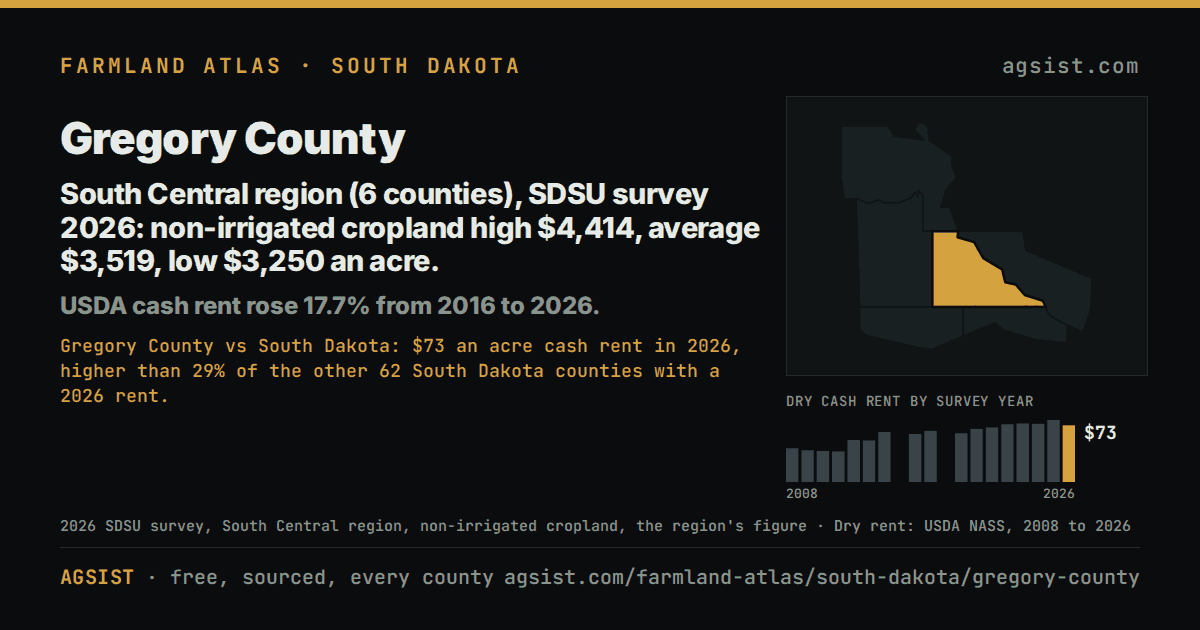 FARMLAND ATLAS · SOUTH DAKOTA
agsist.com
Gregory County
South Central region (6 counties), SDSU survey
2026: non-irrigated cropland high $4,414, average
$3,519, low $3,250 an acre.
USDA cash rent rose 17.7% from 2016 to 2026.
Gregory County vs South Dakota: $73 an acre cash rent in 2026,
higher than 29% of the other 62 South Dakota counties with a
2026 rent.
DRY CASH RENT BY SURVEY YEAR
$73
2008
2026
2026 SDSU survey, South Central region, non-irrigated cropland, the region's figure · Dry rent: USDA NASS, 2008 to 2026
AGSIST · free, sourced, every county
agsist.com/farmland-atlas/south-dakota/gregory-county